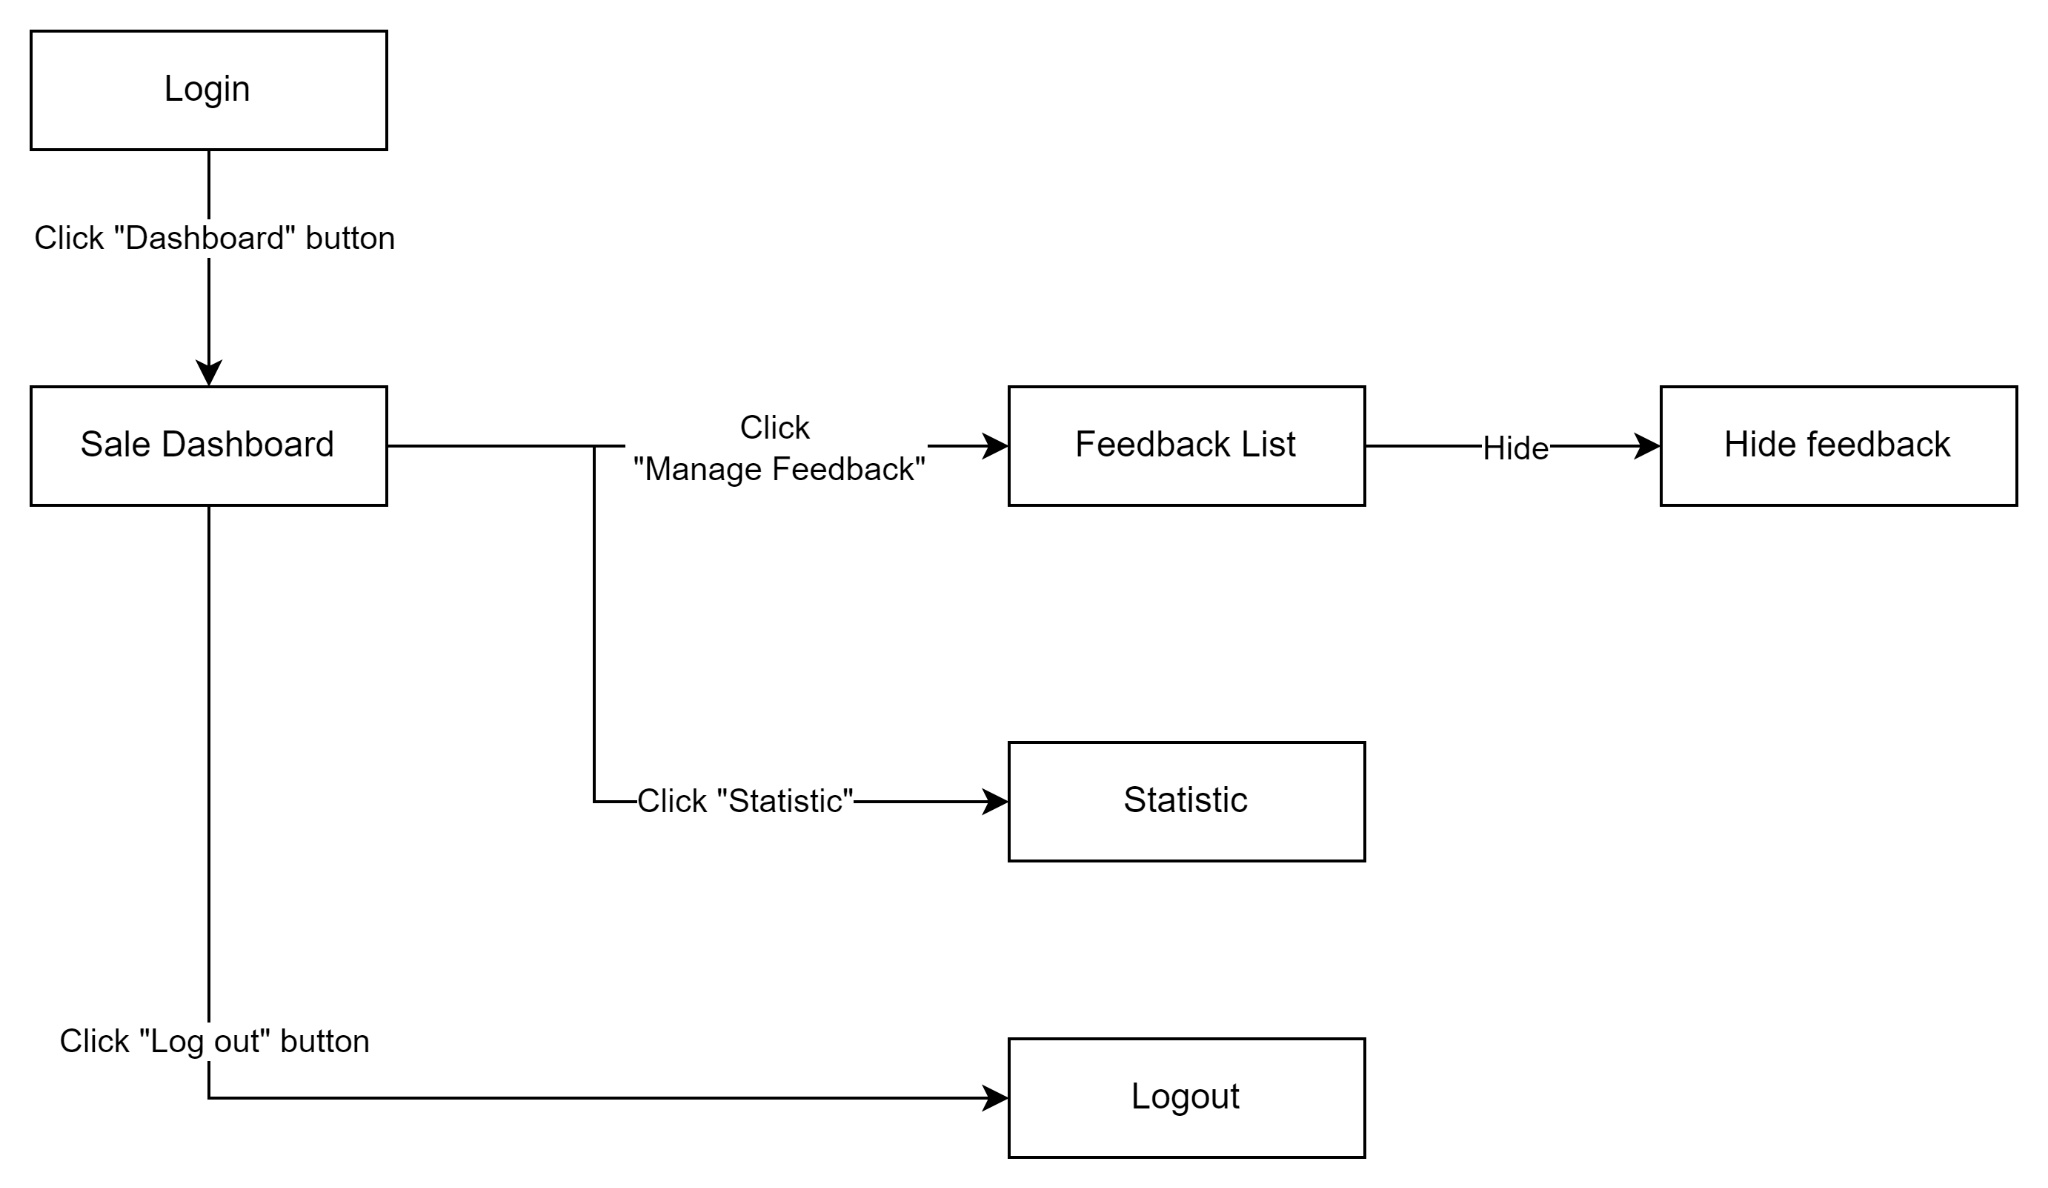 Login
Click "Dashboard" button
Sale Dashboard
Click
"Manage Feedback"
Feedback List
Hide
Hide feedback
Click "Statistic"
Statistic
Click "Log out" button
Logout